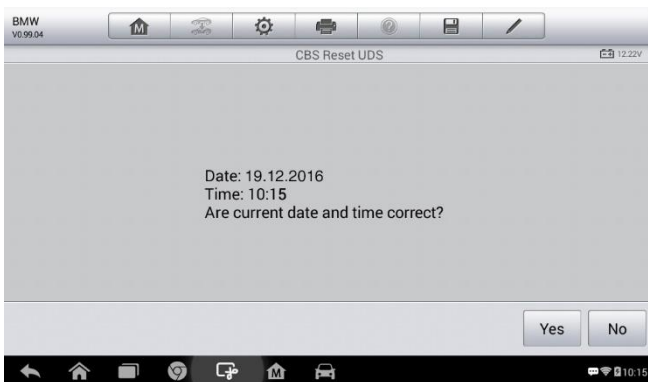 BMW
V0.99.04
M
CBS Reset UDS
12.22V
Date: 19.12.2016
Time: 10:15
Are current date and time correct?
Yes
No
M
10:15